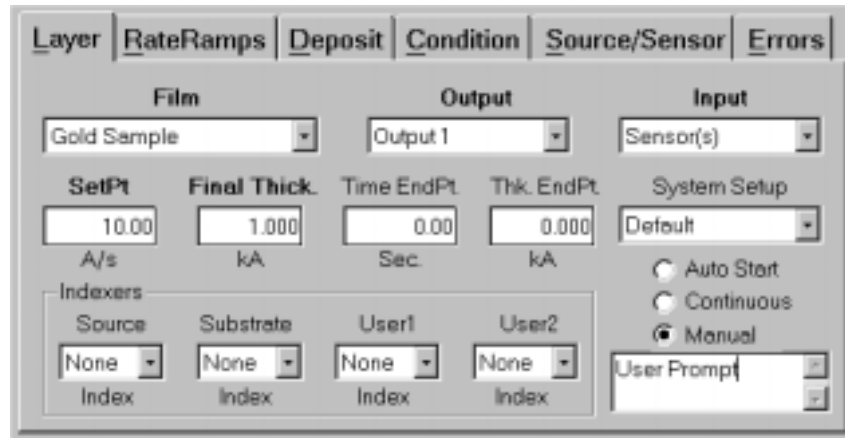 Layer RateRamps Deposit Condition Source/Sensor Errors
Film Output Input
Gold Sample Output 1 Sensor(s)
SetPt Final Thick. Time EndPt. Thk. EndPt. System Setup
10.00 1.000 0.00 0.000 Default
A/s kA Sec. kA
Auto Start
Continuous
Manual
Indexers
Source Substrate User1 User2
None None None None
Index Index Index Index
User Prompt